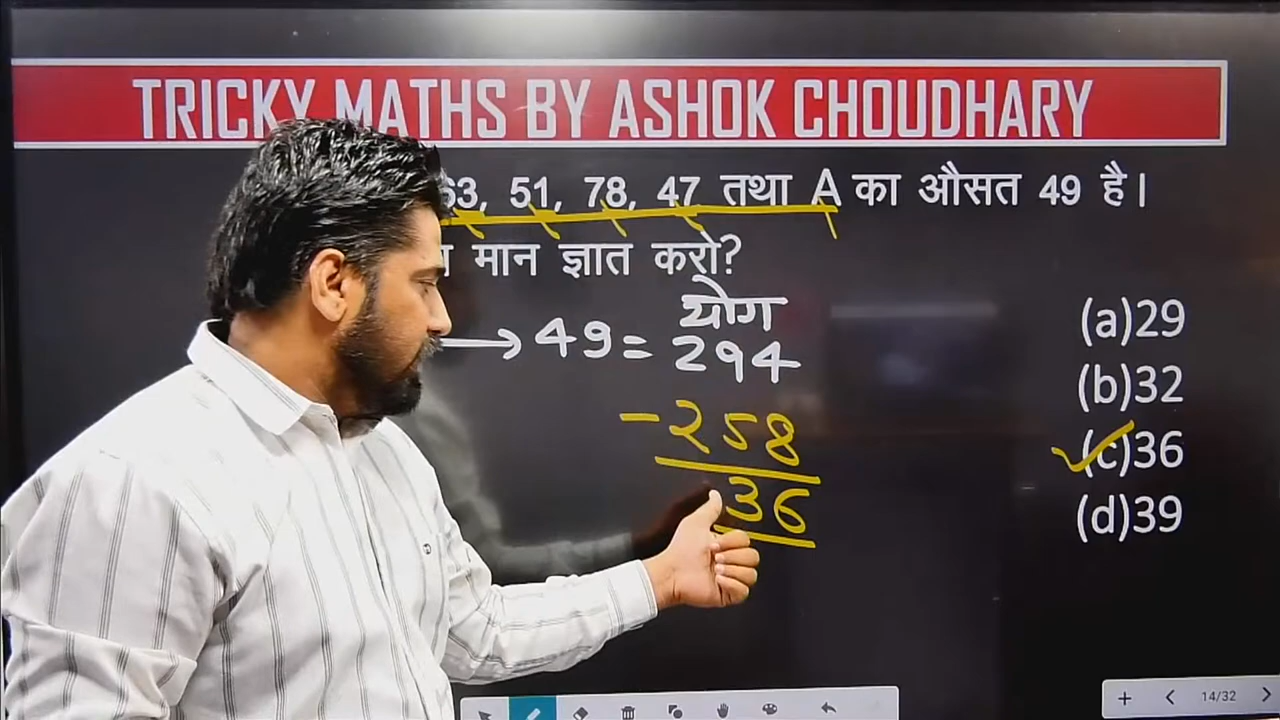 TRICKY MATHS BY ASHOK CHOUDHARY
63, 51, 78, 47 तथा A का औसत 49 है।
मान ज्ञात करो?
योग
→ 49 = 294
- 258
36
(a)29
(b)32
(c)36
(d)39
14/32